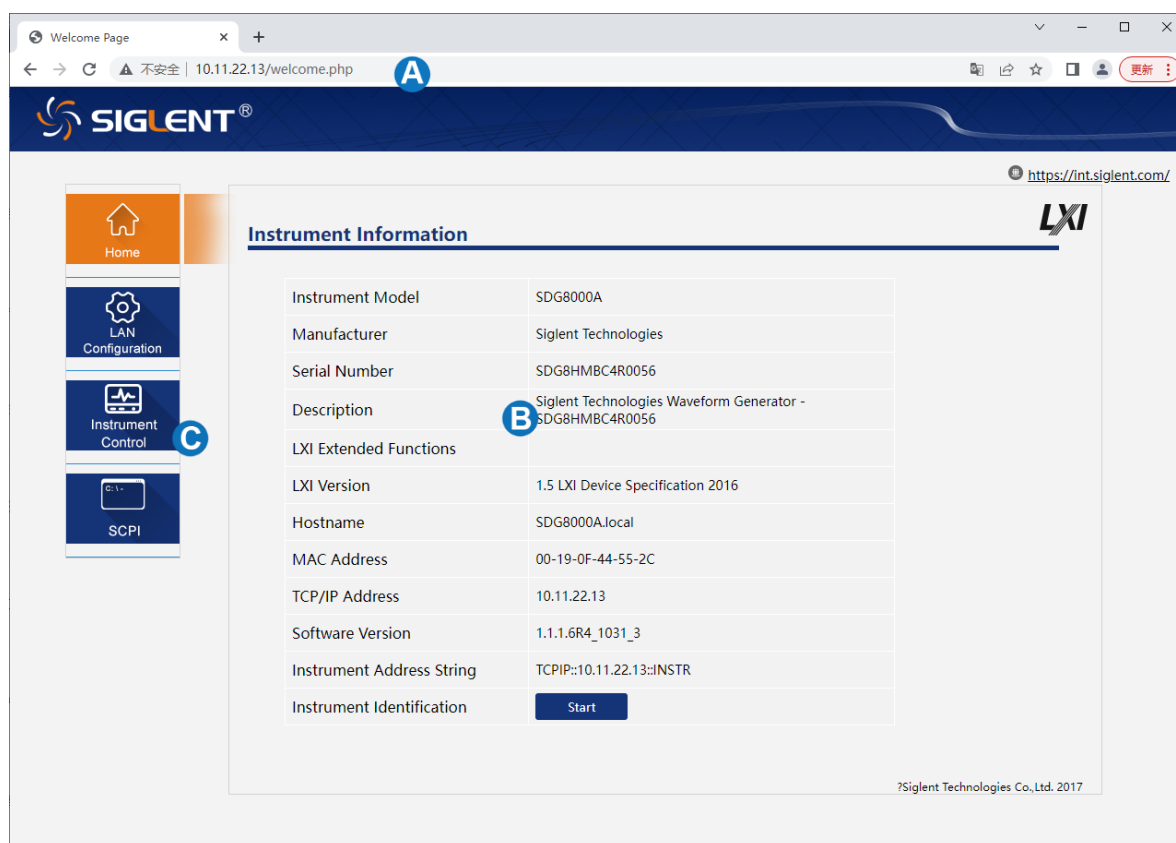 Welcome Page
不安全 10.11.22.13/welcome.php
A
更新
SIGLENT®
https://int.siglent.com/
Home
LAN
Configuration
Instrument
Control
C
C:\-
SCPI
LXI
Instrument Information
Instrument Model SDG8000A
Manufacturer Siglent Technologies
Serial Number SDG8HMBC4R0056
Description Siglent Technologies Waveform Generator -
B SDG8HMBC4R0056
LXI Extended Functions
LXI Version 1.5 LXI Device Specification 2016
Hostname SDG8000A.local
MAC Address 00-19-0F-44-55-2C
TCP/IP Address 10.11.22.13
Software Version 1.1.1.6R4_1031_3
Instrument Address String TCPIP::10.11.22.13::INSTR
Instrument Identification Start
?Siglent Technologies Co.,Ltd. 2017